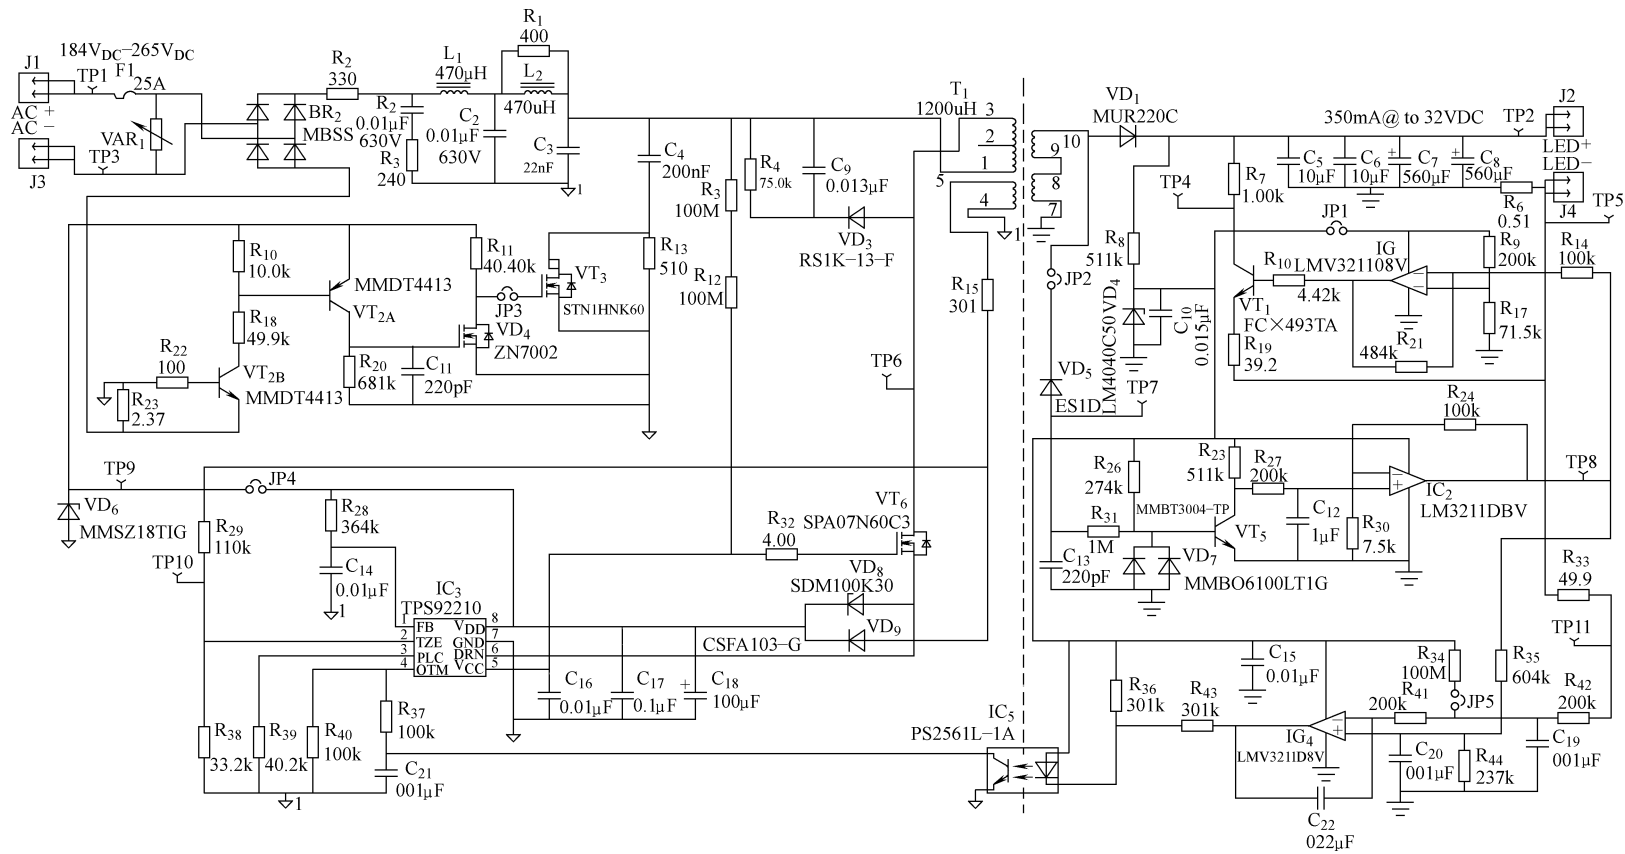 R1
400
184VDC−265VDC
J1
TP1
F1
25A
R2
330
L1
470μH
L2
470uH
AC +
AC −
VAR1
TP3
J3
BR2
MBSS
R2
0.01μF
630V
R3
240
C2
0.01μF
630V
C3
22nF
1
C4
200nF
R3
100M
R4
75.0k
C9
0.013μF
VD3
RS1K−13−F
T1
1200uH
3
2
1
5
4
1
10
9
8
7
VD1
MUR220C
350mA@ to 32VDC
TP2
J2
LED+
LED−
J4
C5
10μF
C6
10μF
+
C7
560μF
+
C8
560μF
R6
0.51
TP5
TP4
R7
1.00k
JP1
R8
511k
JP2
R10
10.0k
MMDT4413
VT2A
R11
40.40k
JP3
VT3
STN1HNK60
R13
510
R12
100M
VD4
ZN7002
R18
49.9k
R22
100
VT2B
MMDT4413
R23
2.37
R20
681k
C11
220pF
R15
301
TP6
VD4
LM4040C50
C10
0.015μF
R10
4.42k
VT1
FC×493TA
R19
39.2
IG
LMV321108V
−
+
R9
200k
R14
100k
R17
71.5k
R21
484k
VD5
ES1D
TP7
R24
100k
TP8
TP9
JP4
VD6
MMSZ18TIG
R28
364k
R29
110k
TP10
C14
0.01μF
1
VT6
SPA07N60C3
R32
4.00
R26
274k
R31
1M
R23
511k
R27
200k
MMBT3004−TP
VT5
C12
1μF
R30
7.5k
−
+
IC2
LM3211DBV
C13
220pF
VD7
MMBO6100LT1G
VD8
SDM100K30
VD9
CSFA103−G
IC3
TPS92210
1
2
3
4
FB
TZE
PLC
OTM
VDD
GND
DRN
VCC
8
7
6
5
C16
0.01μF
C17
0.1μF
+
C18
100μF
R33
49.9
TP11
C15
0.01μF
R34
100M
R35
604k
JP5
R41
200k
R42
200k
R36
301k
R43
301k
IG4
LMV3211D8V
−
+
IC5
PS2561L−1A
R38
33.2k
R39
40.2k
R40
100k
R37
100k
C21
001μF
1
C20
001μF
R44
237k
C19
001μF
C22
022μF